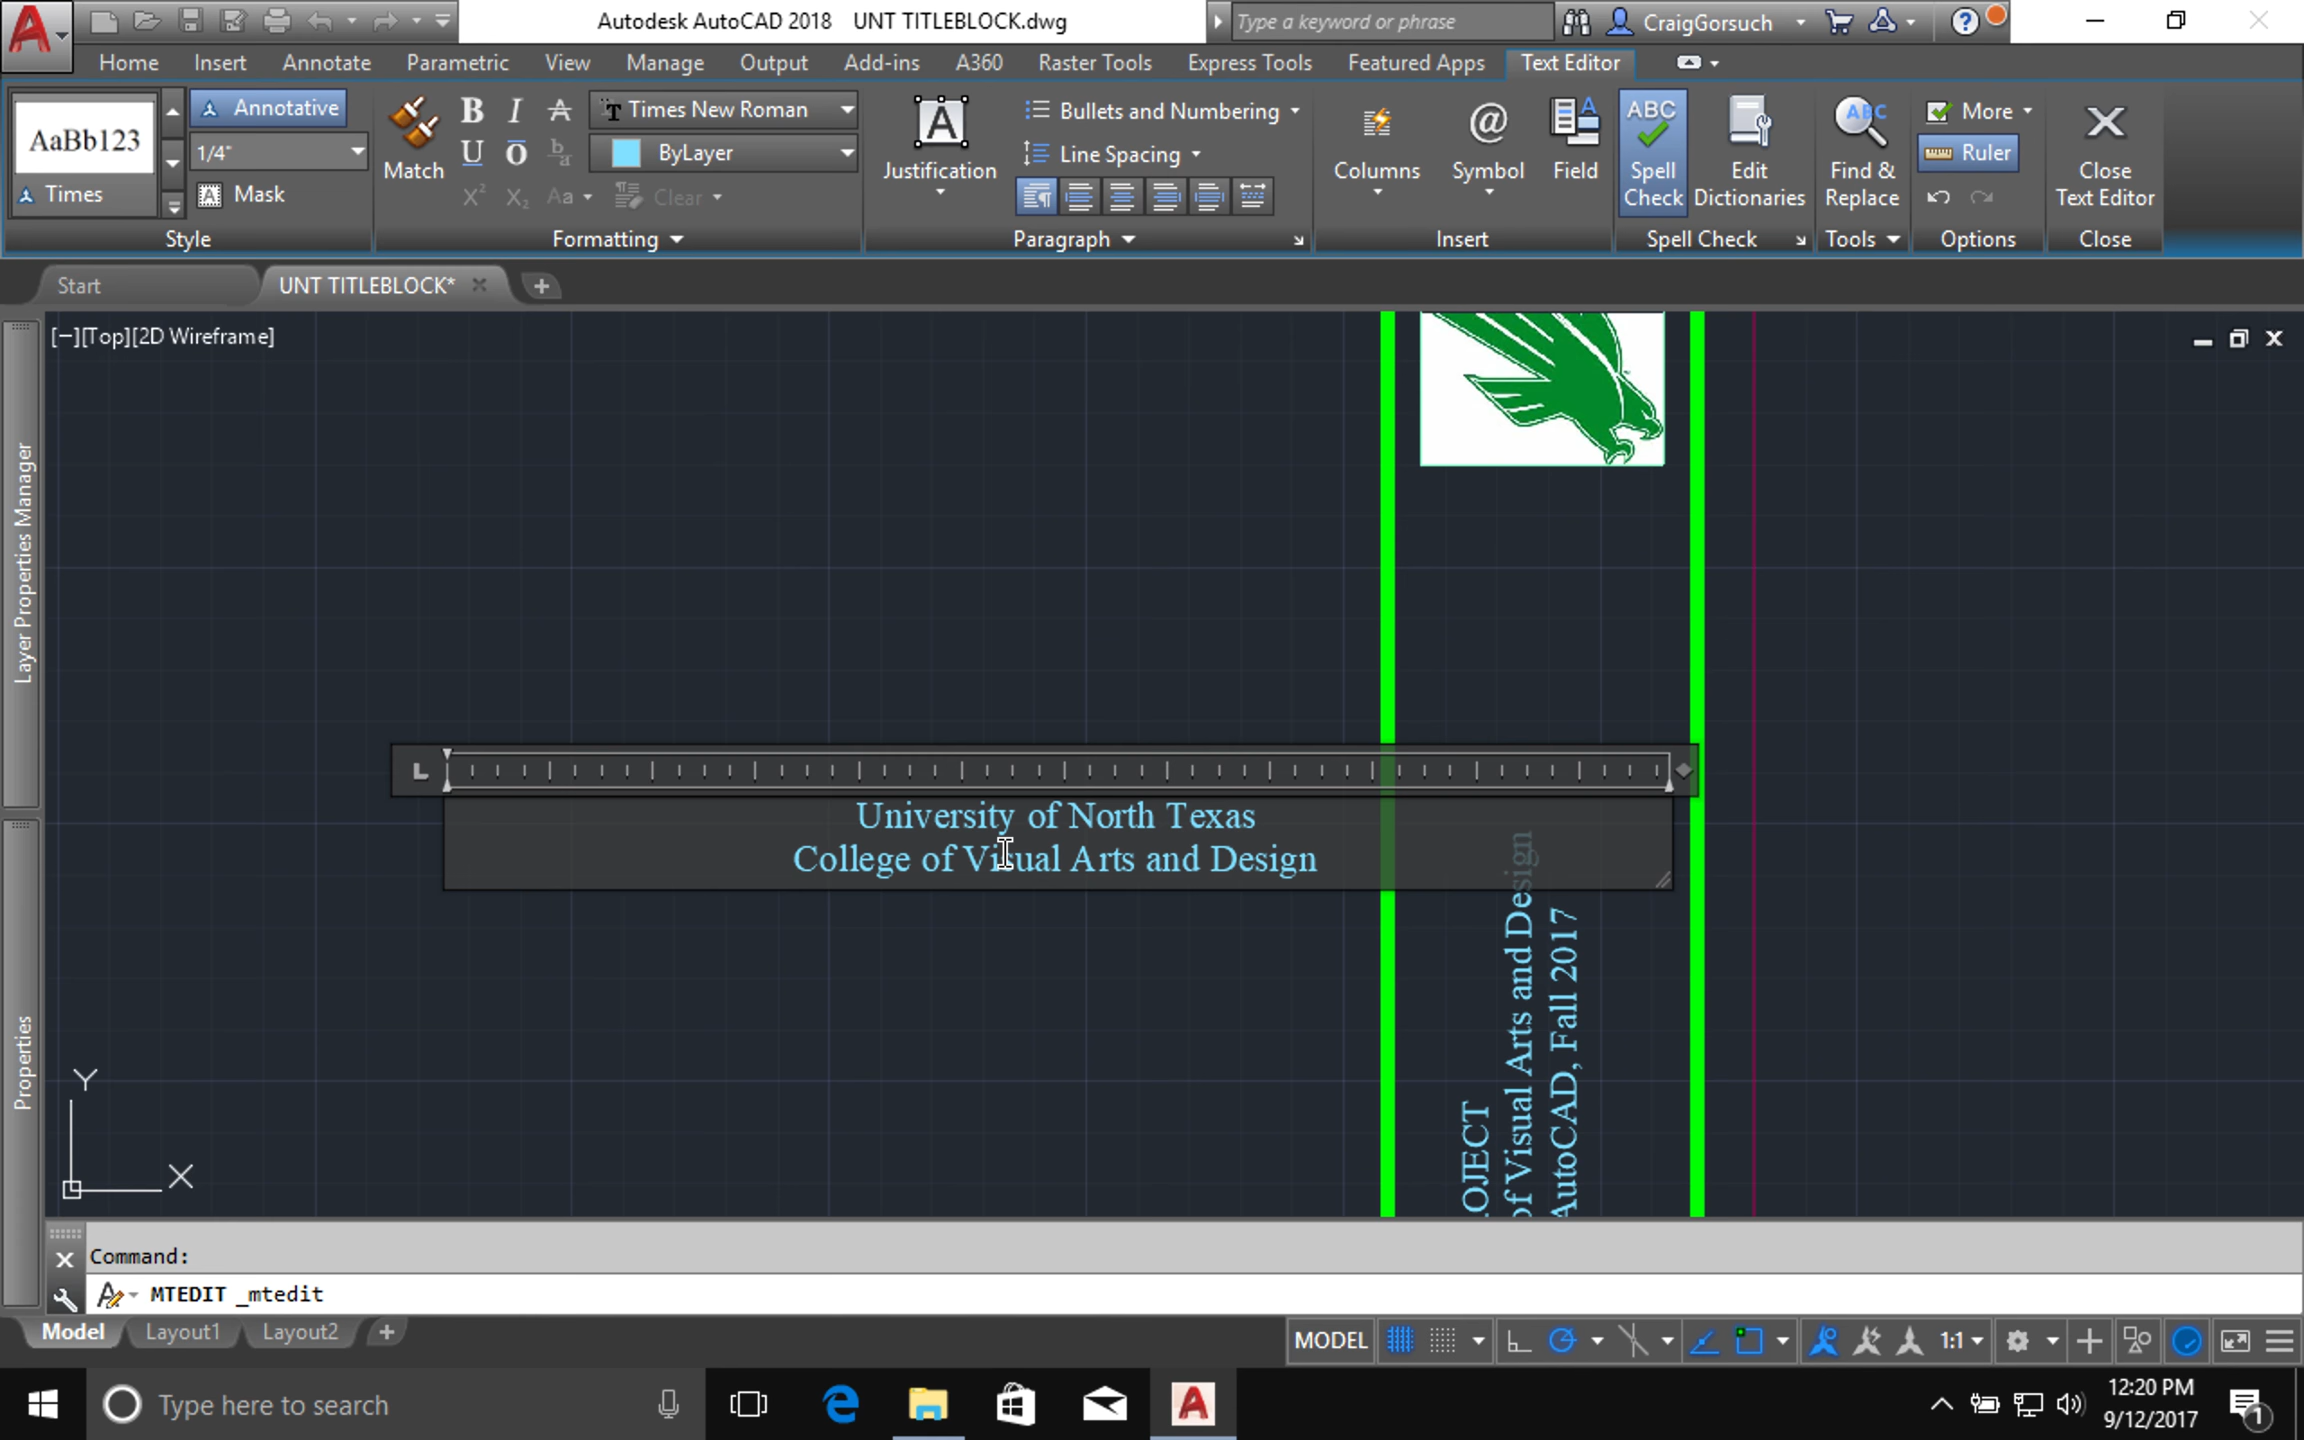 Autodesk AutoCAD 2018 UNT TITLEBLOCK.dwg
Type a keyword or phrase
CraigGorsuch
Home Insert Annotate Parametric View Manage Output Add-ins A360 Raster Tools Express Tools Featured Apps Text Editor
AaBb123
Times
Annotative
1/4"
Mask
Style
Match
Times New Roman
ByLayer
Clear
Formatting
Justification
Bullets and Numbering
Line Spacing
Paragraph
Columns
Symbol
Field
Insert
ABC
Spell
Check
Edit
Dictionaries
Spell Check
ABC
Find &
Replace
Tools
More
Ruler
Options
Close
Text Editor
Close
Start
UNT TITLEBLOCK*
[−][Top][2D Wireframe]
Layer Properties Manager
Properties
University of North Texas
College of Visual Arts and Design
OJECT
of Visual Arts and Design
AutoCAD, Fall 2017
Y
X
Command:
MTEDIT _mtedit
Model Layout1 Layout2
MODEL
1:1
Type here to search
12:20 PM
9/12/2017
1